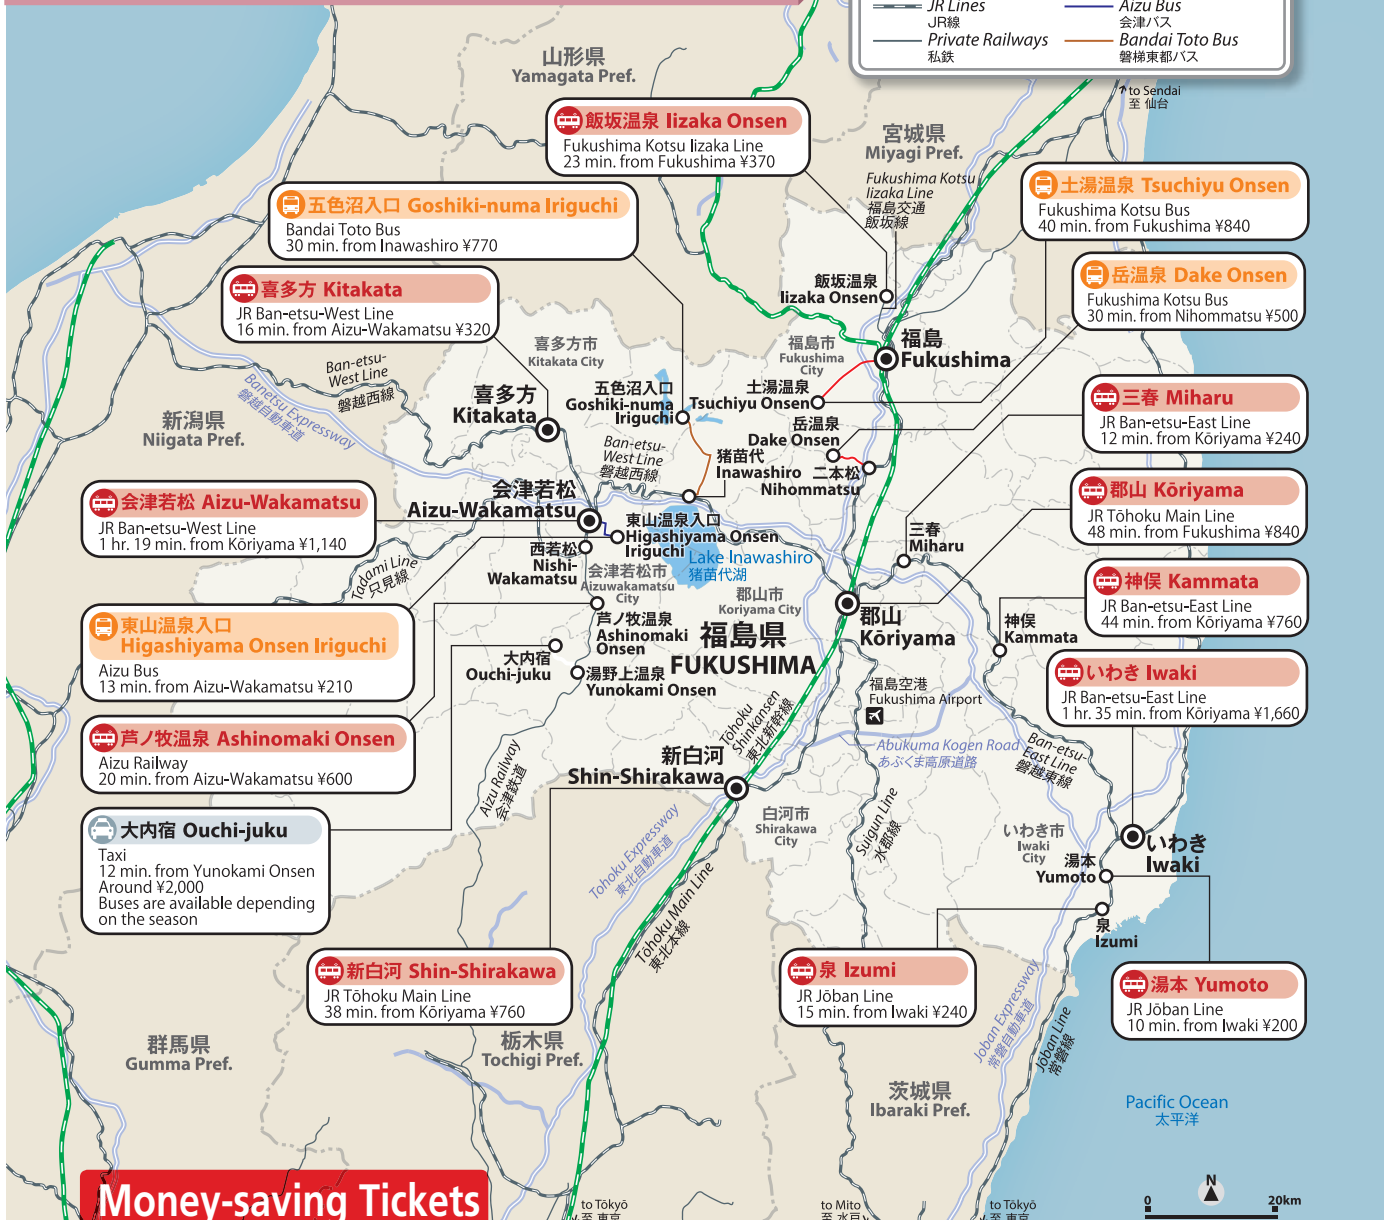 JR Lines
JR線
Private Railways
私鉄
Aizu Bus
会津バス
Bandai Toto Bus
磐梯東都バス
to Sendai
至 仙台
山形県
Yamagata Pref.
宮城県
Miyagi Pref.
飯坂温泉 Iizaka Onsen
Fukushima Kotsu Iizaka Line
23 min. from Fukushima ¥370
Fukushima Kotsu
Iizaka Line
福島交通
飯坂線
土湯温泉 Tsuchiyu Onsen
Fukushima Kotsu Bus
40 min. from Fukushima ¥840
五色沼入口 Goshiki-numa Iriguchi
Bandai Toto Bus
30 min. from Inawashiro ¥770
岳温泉 Dake Onsen
Fukushima Kotsu Bus
30 min. from Nihommatsu ¥500
喜多方 Kitakata
JR Ban-etsu-West Line
16 min. from Aizu-Wakamatsu ¥320
飯坂温泉
Iizaka Onsen
福島
Fukushima
喜多方市
Kitakata City
福島市
Fukushima
City
Ban-etsu-
West Line
磐越西線
Banetsu Expressway
磐越自動車道
新潟県
Niigata Pref.
喜多方
Kitakata
五色沼入口
Goshiki-numa
Iriguchi
土湯温泉
Tsuchiyu Onsen
岳温泉
Dake Onsen
三春 Miharu
JR Ban-etsu-East Line
12 min. from Kōriyama ¥240
Ban-etsu-
West Line
磐越西線
猪苗代
Inawashiro
二本松
Nihommatsu
会津若松
Aizu-Wakamatsu
会津若松 Aizu-Wakamatsu
JR Ban-etsu-West Line
1 hr. 19 min. from Kōriyama ¥1,140
郡山 Kōriyama
JR Tōhoku Main Line
48 min. from Fukushima ¥840
東山温泉入口
Higashiyama Onsen
Iriguchi
西若松
Nishi-
Wakamatsu
Lake Inawashiro
猪苗代湖
三春
Miharu
Tadami Line
只見線
会津若松市
Aizuwakamatsu
City
郡山市
Koriyama City
神俣 Kammata
JR Ban-etsu-East Line
44 min. from Kōriyama ¥760
東山温泉入口
Higashiyama Onsen Iriguchi
Aizu Bus
13 min. from Aizu-Wakamatsu ¥210
芦ノ牧温泉
Ashinomaki
Onsen
福島県
FUKUSHIMA
郡山
Kōriyama
神俣
Kammata
大内宿
Ouchi-juku
湯野上温泉
Yunokami Onsen
福島空港
Fukushima Airport
いわき Iwaki
JR Ban-etsu-East Line
1 hr. 35 min. from Kōriyama ¥1,660
芦ノ牧温泉 Ashinomaki Onsen
Aizu Railway
20 min. from Aizu-Wakamatsu ¥600
Tōhoku
Shinkansen
東北新幹線
新白河
Shin-Shirakawa
Abukuma Kogen Road
あぶくま高原道路
Ban-etsu-
East Line
磐越東線
Aizu Railway
会津鉄道
大内宿 Ouchi-juku
Taxi
12 min. from Yunokami Onsen
Around ¥2,000
Buses are available depending
on the season
白河市
Shirakawa
City
Suigun Line
水郡線
いわき市
Iwaki
City
いわき
Iwaki
湯本
Yumoto
Tohoku Expressway
東北自動車道
Tōhoku Main Line
東北本線
泉
Izumi
新白河 Shin-Shirakawa
JR Tōhoku Main Line
38 min. from Kōriyama ¥760
泉 Izumi
JR Jōban Line
15 min. from Iwaki ¥240
湯本 Yumoto
JR Jōban Line
10 min. from Iwaki ¥200
Joban Expressway
常磐自動車道
Jōban Line
常磐線
群馬県
Gumma Pref.
栃木県
Tochigi Pref.
茨城県
Ibaraki Pref.
Pacific Ocean
太平洋
Money-saving Tickets
to Tōkyō
至 東京
to Mito
至 水戸
to Tōkyō
至 東京
N
0 20km